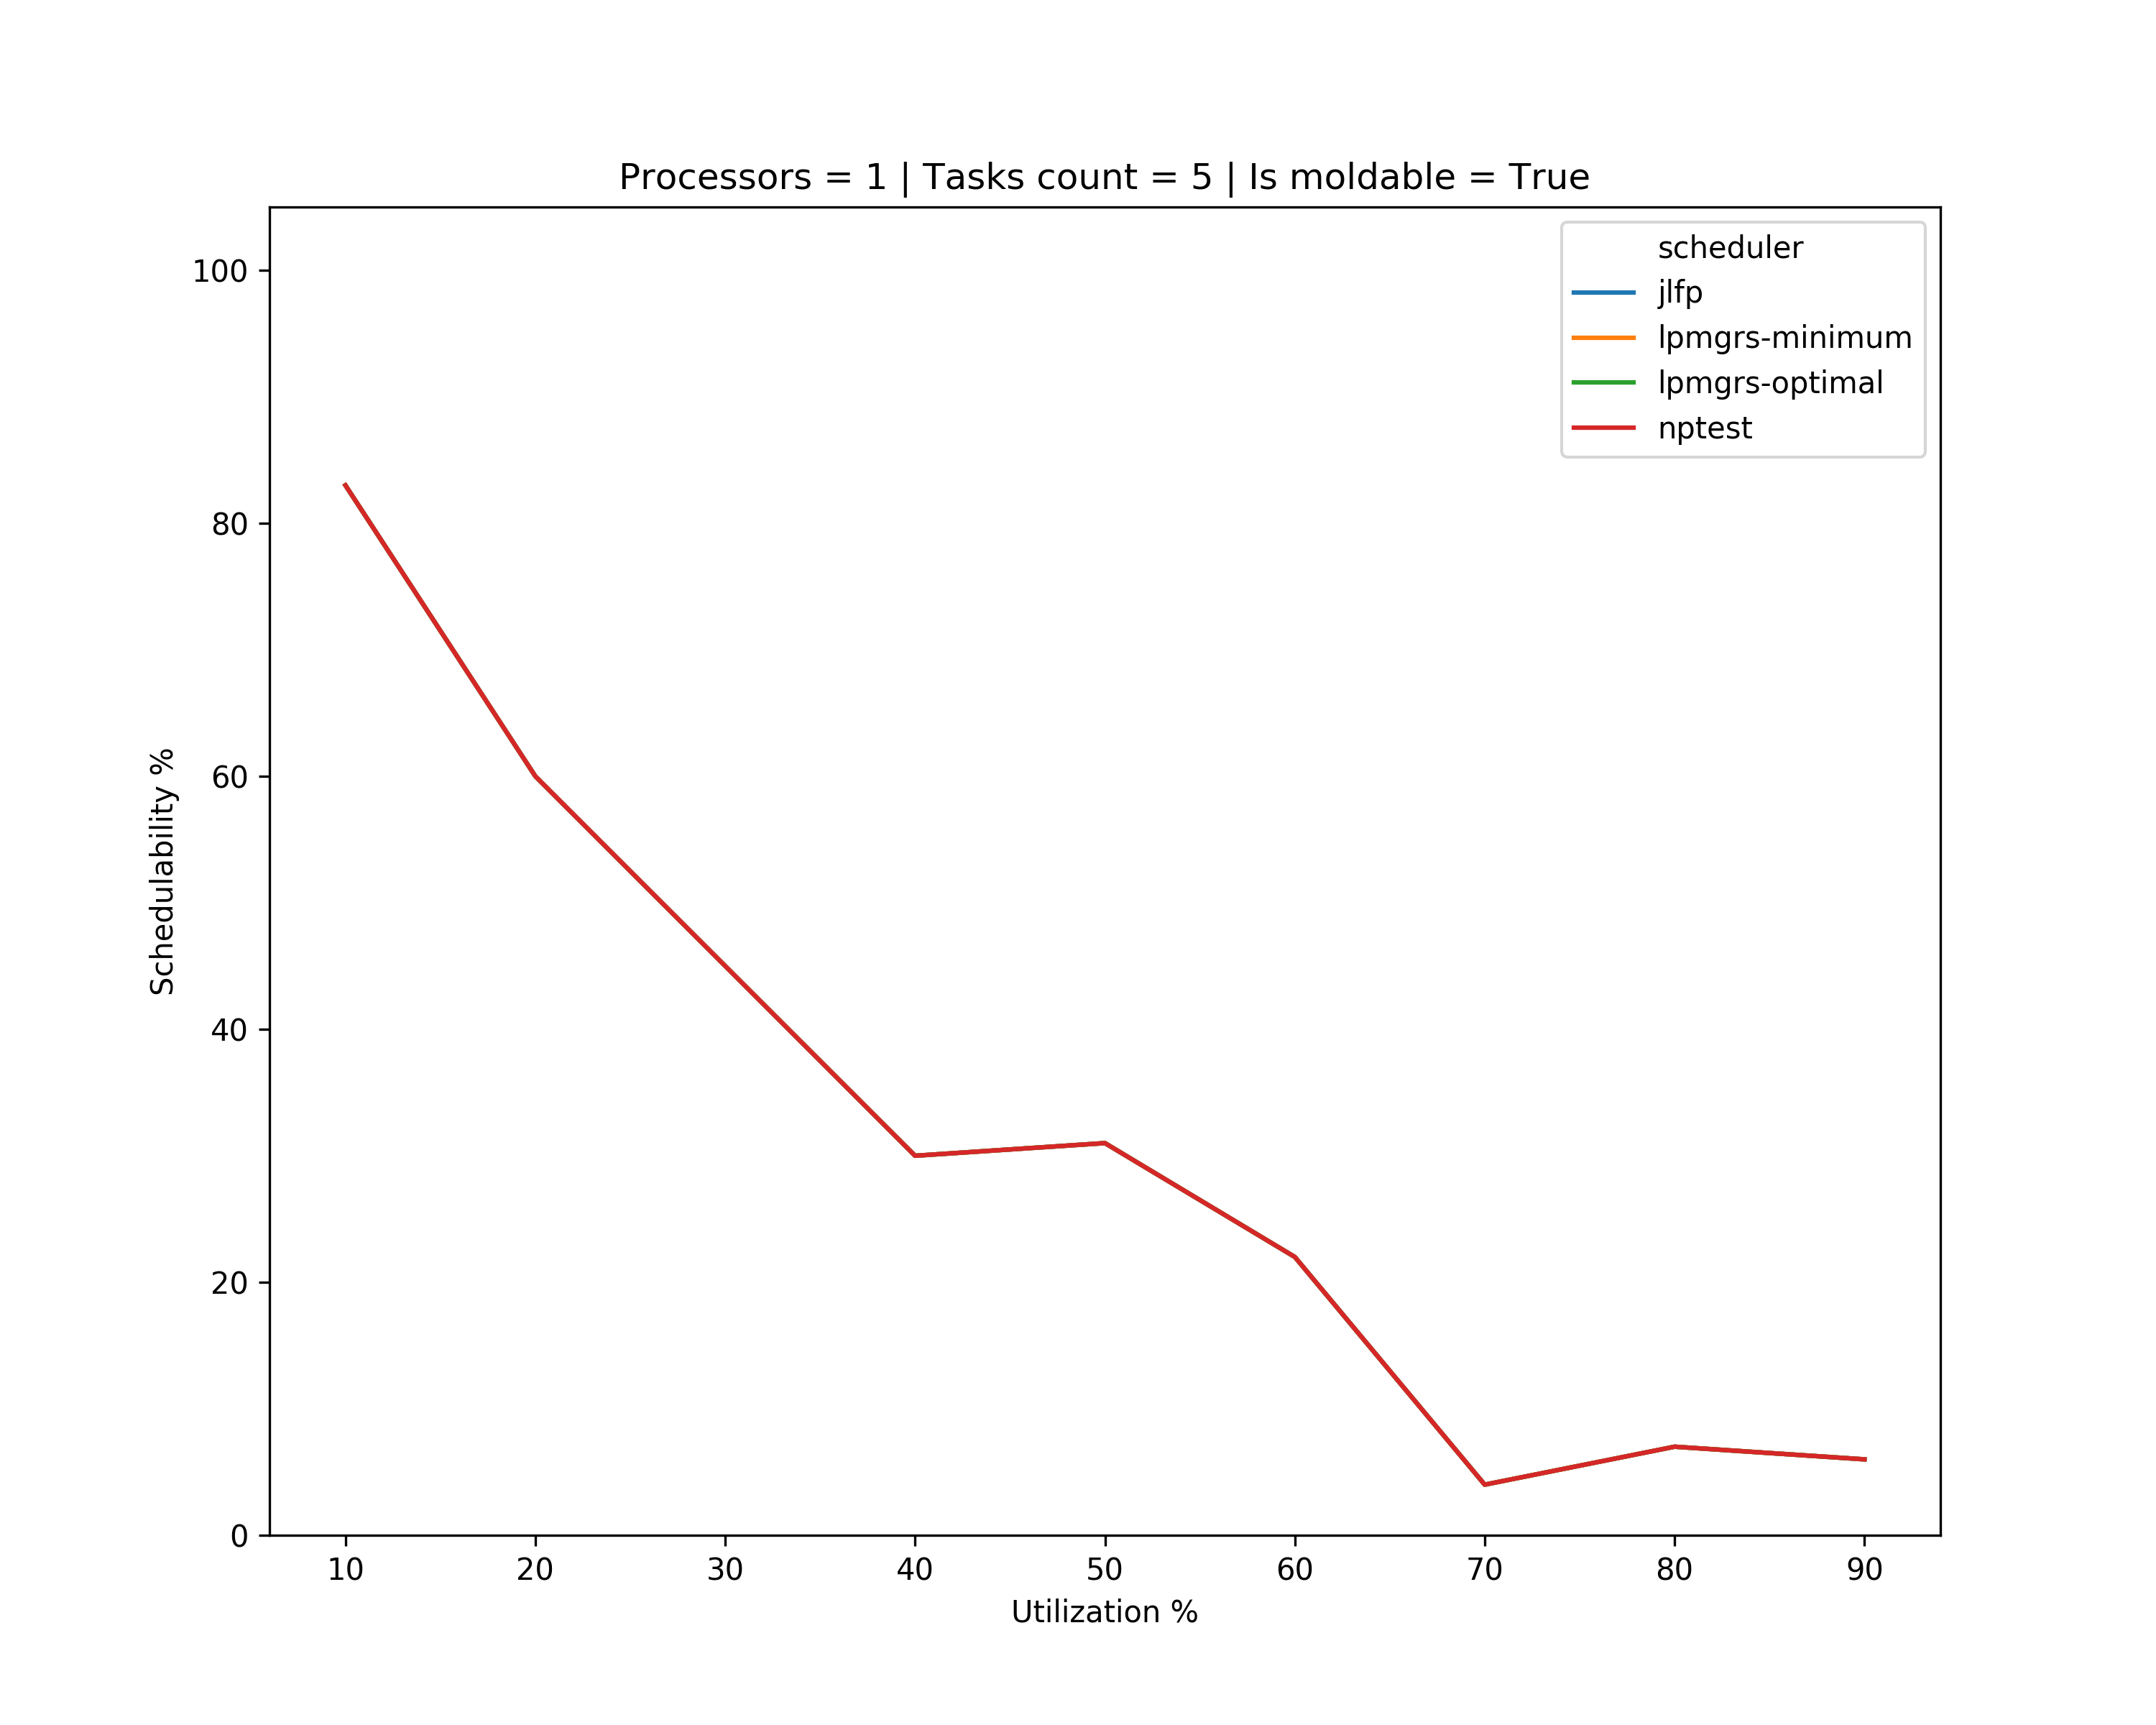 Processors = 1 | Tasks count = 5 | Is moldable = True
scheduler
jlfp
lpmgrs-minimum
lpmgrs-optimal
nptest
Schedulability %
100
80
60
40
20
0
10 20 30 40 50 60 70 80 90
Utilization %